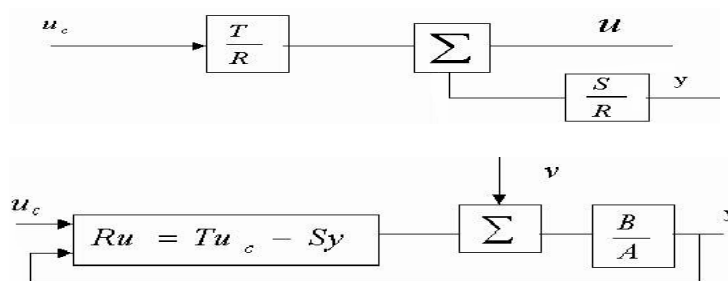 u_c T/R Σ u
S/R y
v
u_c Ru = Tu_c − Sy Σ B/A y